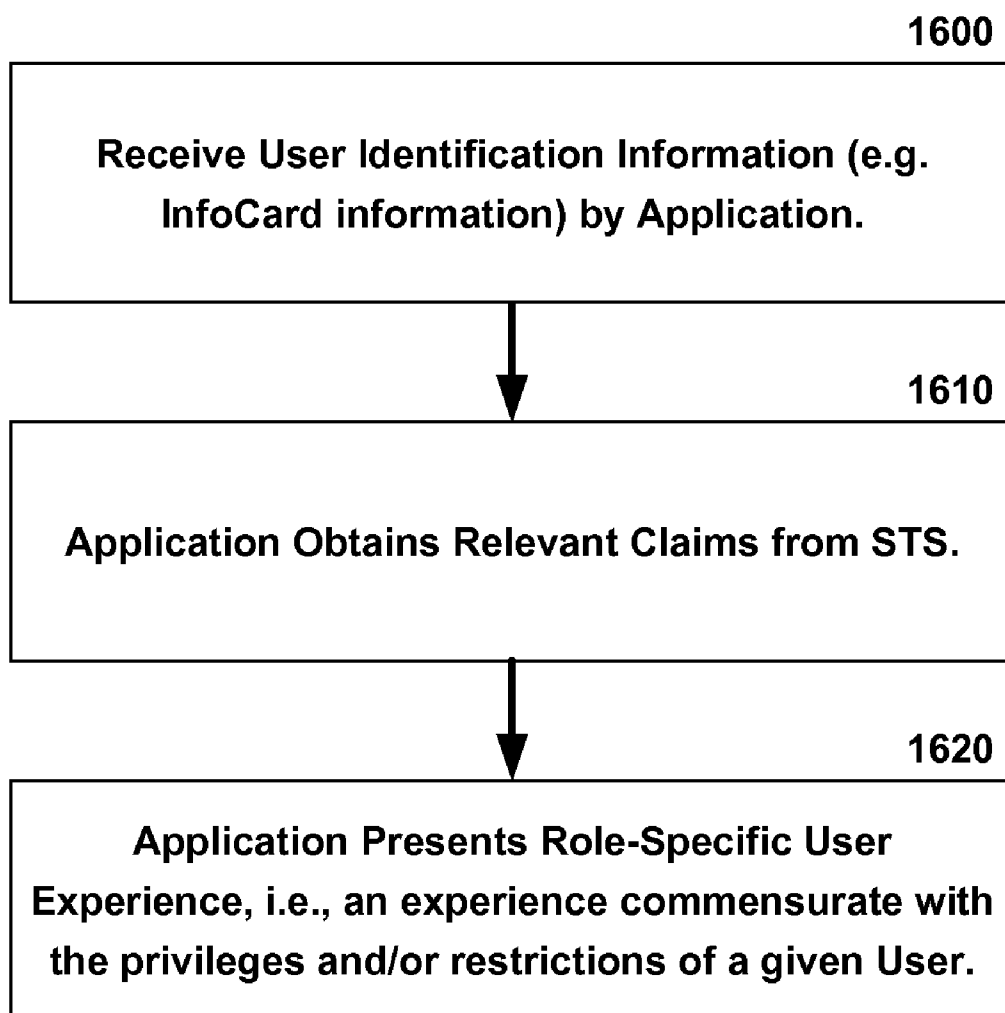 1600
Receive User Identification Information (e.g.
InfoCard information) by Application.
1610
Application Obtains Relevant Claims from STS.
1620
Application Presents Role-Specific User
Experience, i.e., an experience commensurate with
the privileges and/or restrictions of a given User.